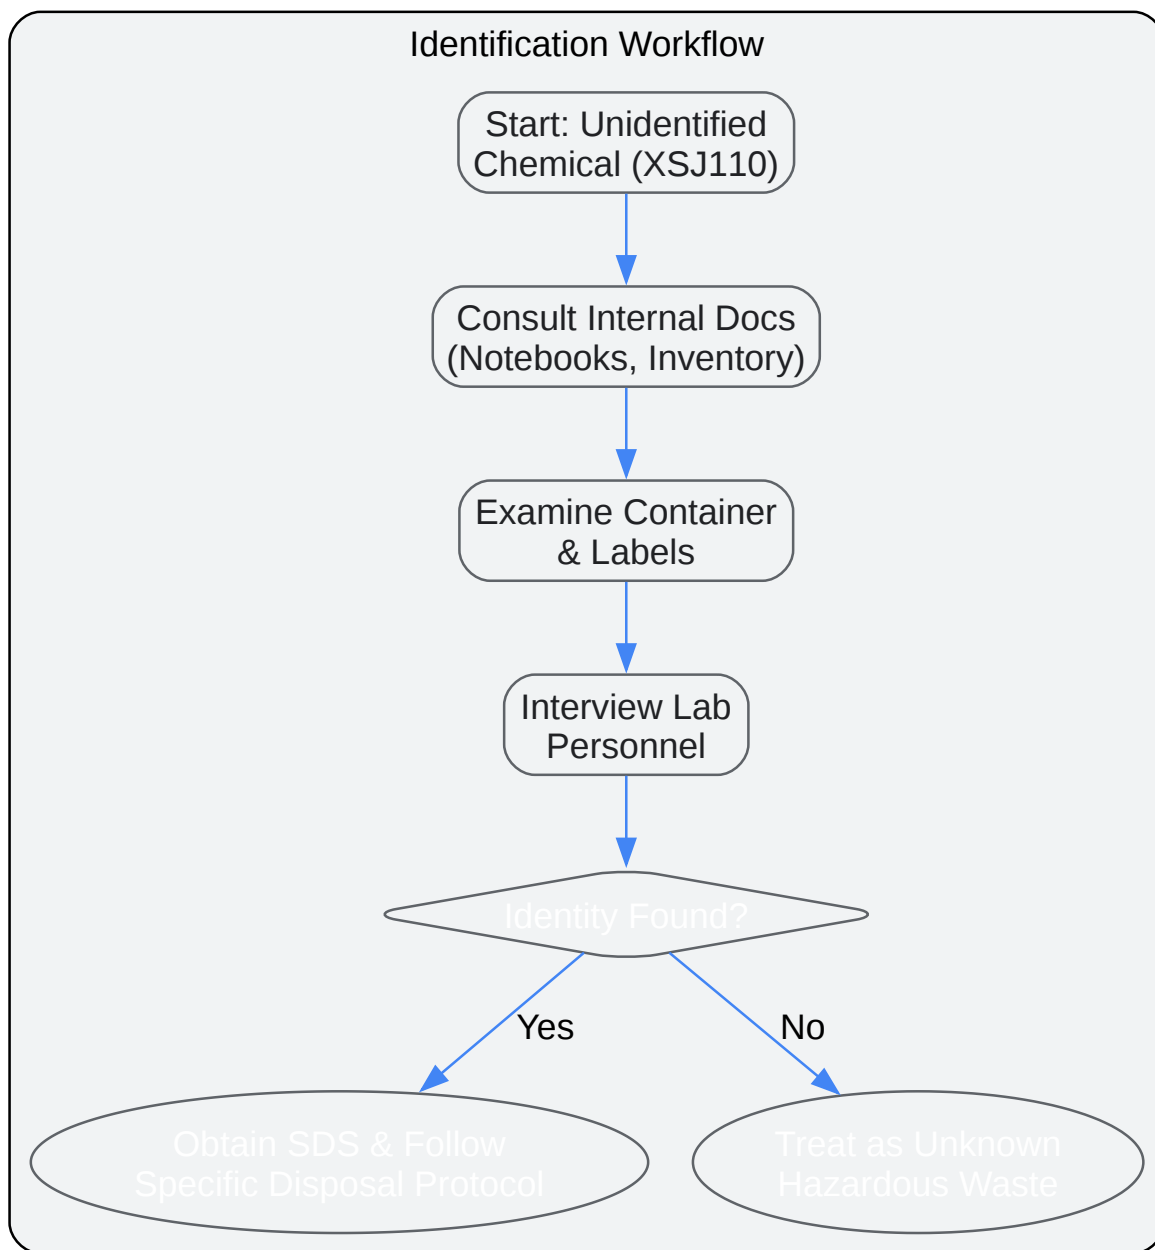 Identification Workflow
Start: Unidentified
Chemical (XSJ110)
Consult Internal Docs
(Notebooks, Inventory)
Examine Container
& Labels
Interview Lab
Personnel
Identity Found?
Yes
No
Obtain SDS & Follow
Specific Disposal Protocol
Treat as Unknown
Hazardous Waste